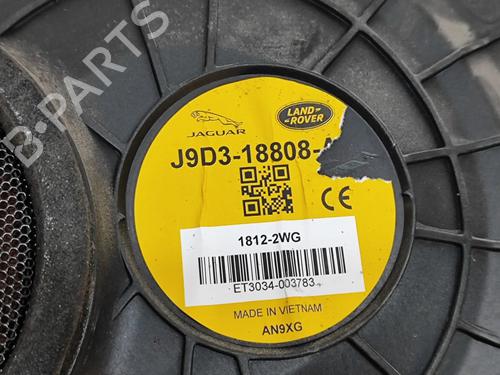 B-PARTS
JAGUAR
LAND
ROVER
J9D3-18808-
CE
1812-2WG
ET3034-003783
MADE IN VIETNAM
AN9XG